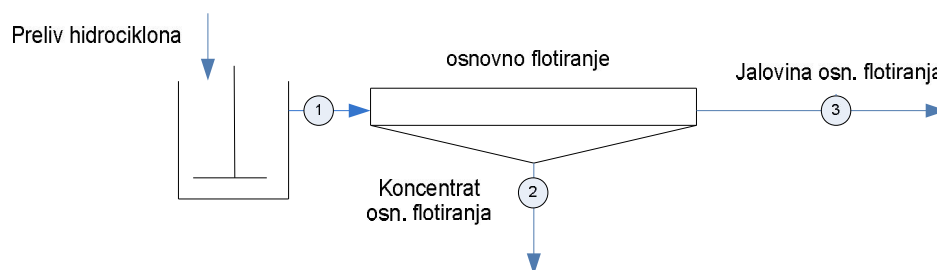 Preliv hidrociklona
osnovno flotiranje
Jalovina osn. flotiranja
1
3
Koncentrat
osn. flotiranja
2